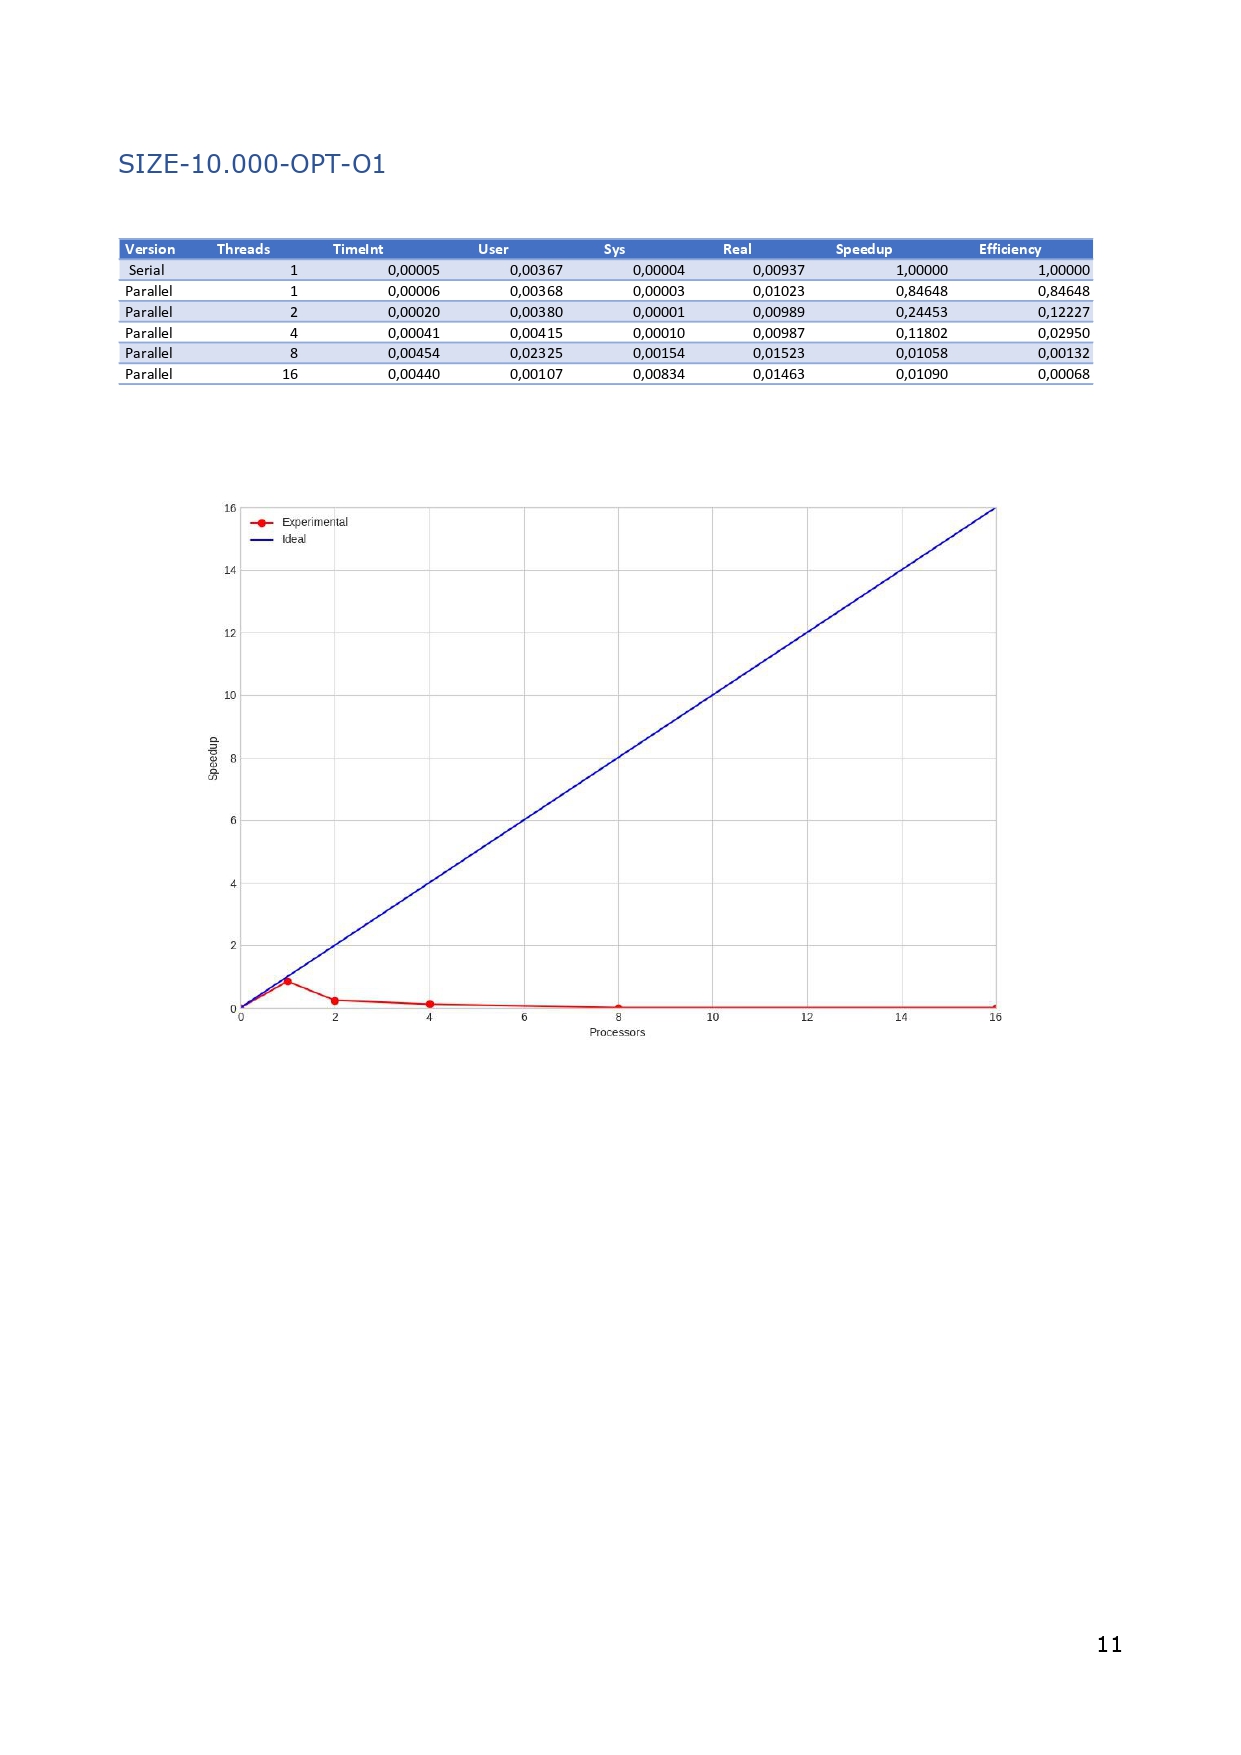 SIZE-10.000-OPT-O1
Version Threads TimeInt User Sys Real Speedup Efficiency
Serial 1 0,00005 0,00367 0,00004 0,00937 1,00000 1,00000
Parallel 1 0,00006 0,00368 0,00003 0,01023 0,84648 0,84648
Parallel 2 0,00020 0,00380 0,00001 0,00989 0,24453 0,12227
Parallel 4 0,00041 0,00415 0,00010 0,00987 0,11802 0,02950
Parallel 8 0,00454 0,02325 0,00154 0,01523 0,01058 0,00132
Parallel 16 0,00440 0,00107 0,00834 0,01463 0,01090 0,00068
16
Experimental
Ideal
14
12
10
Speedup
8
6
4
2
0
0 2 4 6 8 10 12 14 16
Processors
11